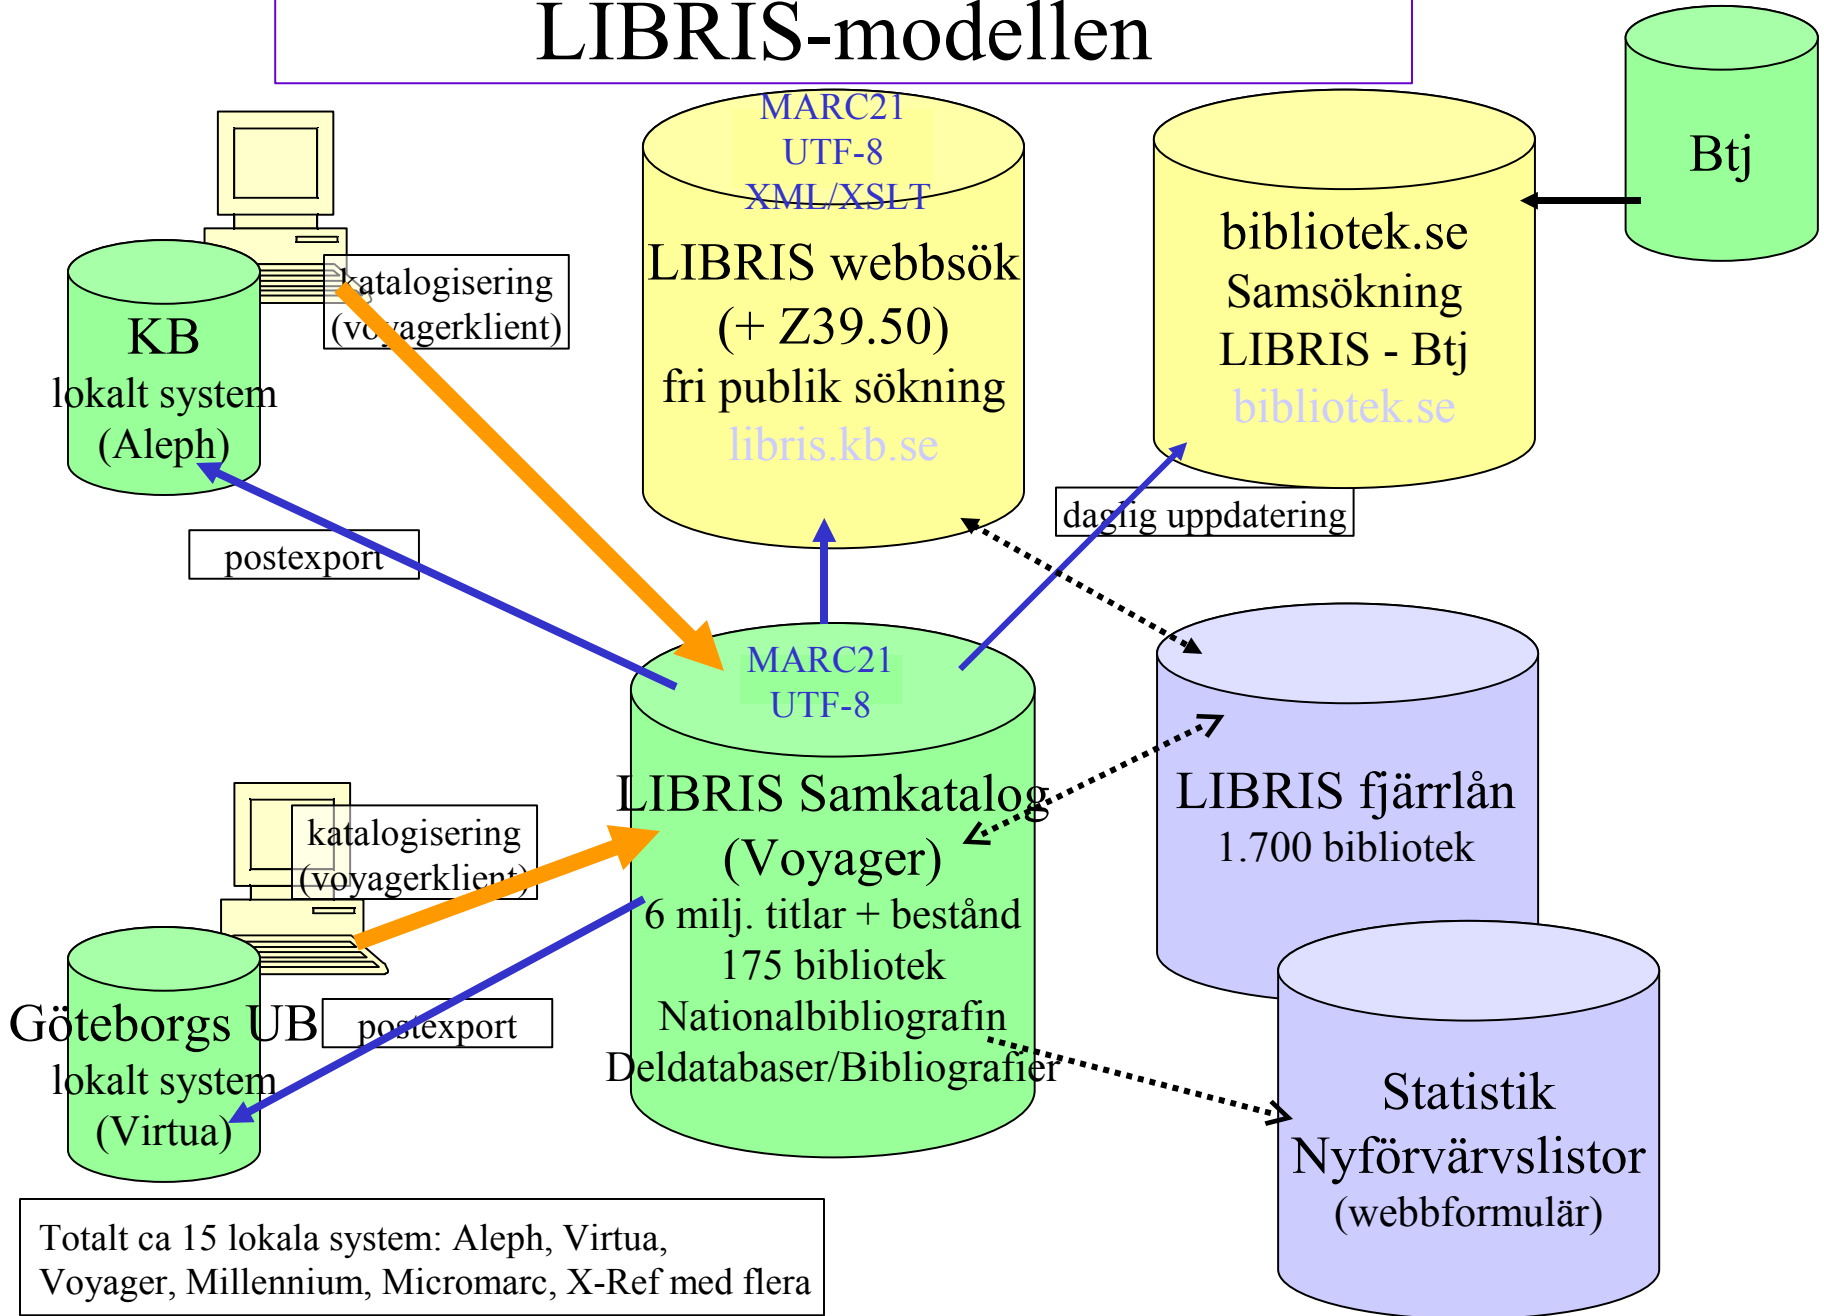 LIBRIS-modellen
MARC21
UTF-8
XML/XSLT
LIBRIS webbsök
(+ Z39.50)
fri publik sökning
libris.kb.se
bibliotek.se
Samsökning
LIBRIS - Btj
bibliotek.se
Btj
katalogisering
(voyagerklient)
KB
lokalt system
(Aleph)
postexport
daglig uppdatering
MARC21
UTF-8
LIBRIS Samkatalog
(Voyager)
6 milj. titlar + bestånd
175 bibliotek
Nationalbibliografin
Deldatabaser/Bibliografier
LIBRIS fjärrlån
1.700 bibliotek
katalogisering
(voyagerklient)
Göteborgs UB
lokalt system
(Virtua)
postexport
Statistik
Nyförvärvslistor
(webbformulär)
Totalt ca 15 lokala system: Aleph, Virtua,
Voyager, Millennium, Micromarc, X-Ref med flera